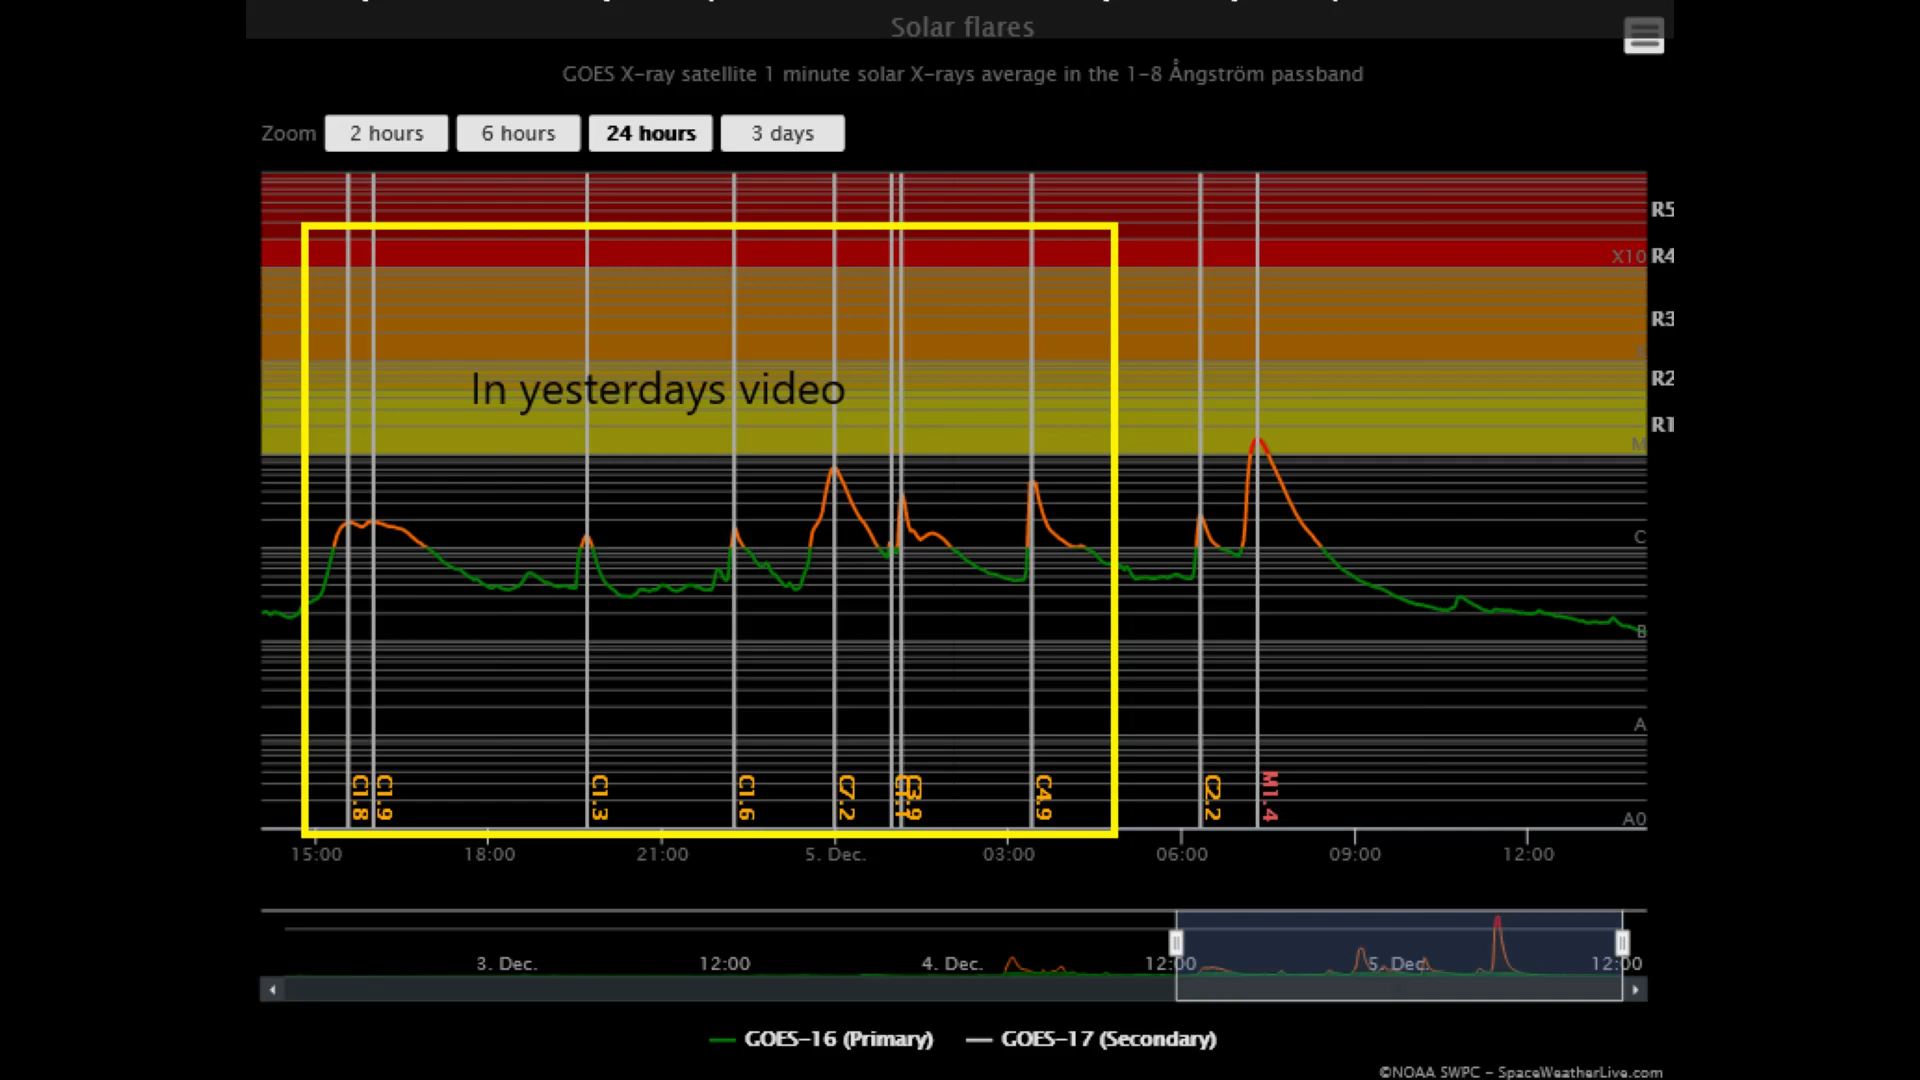 Solar flares
GOES X-ray satellite 1 minute solar X-rays average in the 1-8 Ångström passband
Zoom 2 hours 6 hours 24 hours 3 days
R5
X10 R4
R3
R2
In yesterdays video
R1
M
C
B
A
C1.8 C1.9 C1.3 C1.6 C7.2 C3.9 C4.9 C2.2 M1.4
A0
15:00 18:00 21:00 5. Dec. 03:00 06:00 09:00 12:00
3. Dec. 12:00 4. Dec. 12:00 5. Dec. 12:00
GOES-16 (Primary) GOES-17 (Secondary)
©NOAA SWPC - SpaceWeatherLive.com